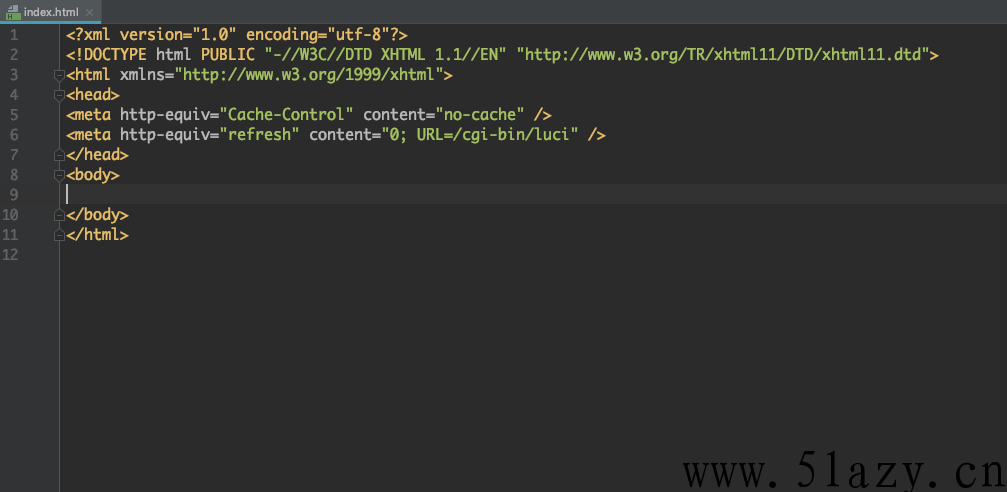 index.html
1 <?xml version="1.0" encoding="utf-8"?>
2 <!DOCTYPE html PUBLIC "-//W3C//DTD XHTML 1.1//EN" "http://www.w3.org/TR/xhtml11/DTD/xhtml11.dtd">
3 <html xmlns="http://www.w3.org/1999/xhtml">
4 <head>
5 <meta http-equiv="Cache-Control" content="no-cache" />
6 <meta http-equiv="refresh" content="0; URL=/cgi-bin/luci" />
7 </head>
8 <body>
9
10 </body>
11 </html>
12
www.51azy.cn